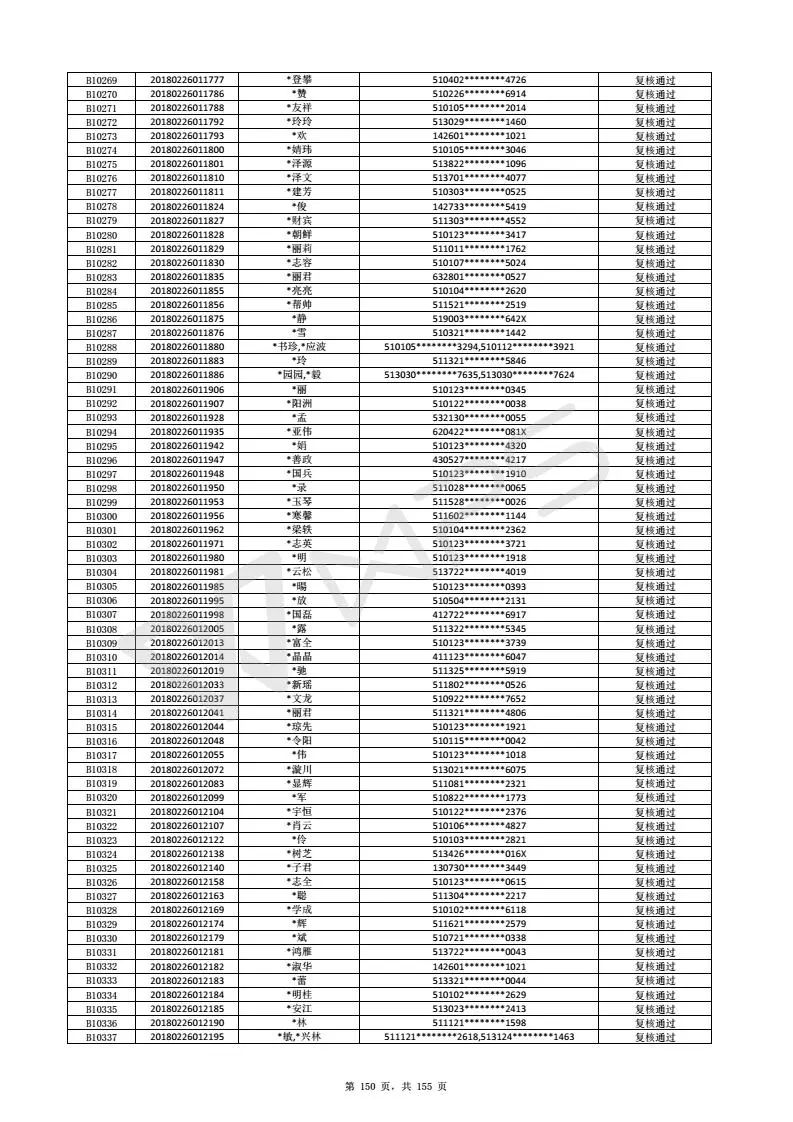 B10269 20180226011777 *登攀 510402********4726 复核通过
B10270 20180226011786 *赞 510226********6914 复核通过
B10271 20180226011788 *友祥 510105********2014 复核通过
B10272 20180226011792 *玲玲 513029********1460 复核通过
B10273 20180226011793 *欢 142601********1021 复核通过
B10274 20180226011800 *婧玮 510105********3046 复核通过
B10275 20180226011801 *泽源 513822********1096 复核通过
B10276 20180226011810 *泽文 513701********4077 复核通过
B10277 20180226011811 *建芳 510303********0525 复核通过
B10278 20180226011824 *俊 142733********5419 复核通过
B10279 20180226011827 *财宾 511303********4552 复核通过
B10280 20180226011828 *朝鲜 510123********3417 复核通过
B10281 20180226011829 *丽莉 511011********1762 复核通过
B10282 20180226011830 *志容 510107********5024 复核通过
B10283 20180226011835 *丽君 632801********0527 复核通过
B10284 20180226011855 *亮亮 510104********2620 复核通过
B10285 20180226011856 *帮帅 511521********2519 复核通过
B10286 20180226011875 *静 519003********642X 复核通过
B10287 20180226011876 *雪 510321********1442 复核通过
B10288 20180226011880 *书珍,*应波 510105********3294,510112********3921 复核通过
B10289 20180226011883 *玲 511321********5846 复核通过
B10290 20180226011886 *园园,*毅 513030********7635,513030********7624 复核通过
B10291 20180226011906 *丽 510123********0345 复核通过
B10292 20180226011907 *阳洲 510122********0038 复核通过
B10293 20180226011928 *孟 532130********0055 复核通过
B10294 20180226011935 *亚伟 620422********081X 复核通过
B10295 20180226011942 *娟 510123********4320 复核通过
B10296 20180226011947 *善政 430527********4217 复核通过
B10297 20180226011948 *国兵 510123********1910 复核通过
B10298 20180226011950 *录 511028********0065 复核通过
B10299 20180226011953 *玉琴 511528********0026 复核通过
B10300 20180226011956 *寒馨 511602********1144 复核通过
B10301 20180226011962 *梁轶 510104********2362 复核通过
B10302 20180226011971 *志英 510123********3721 复核通过
B10303 20180226011980 *明 510123********1918 复核通过
B10304 20180226011981 *云松 513722********4019 复核通过
B10305 20180226011985 *暘 510123********0393 复核通过
B10306 20180226011995 *放 510504********2131 复核通过
B10307 20180226011998 *国磊 412722********6917 复核通过
B10308 20180226012005 *露 511322********5345 复核通过
B10309 20180226012013 *富全 510123********3739 复核通过
B10310 20180226012014 *晶晶 411123********6047 复核通过
B10311 20180226012019 *驰 511325********5919 复核通过
B10312 20180226012033 *新瑶 511802********0526 复核通过
B10313 20180226012037 *文龙 510922********7652 复核通过
B10314 20180226012041 *丽君 511321********4806 复核通过
B10315 20180226012044 *琼先 510123********1921 复核通过
B10316 20180226012048 *令阳 510115********0042 复核通过
B10317 20180226012055 *伟 510123********1018 复核通过
B10318 20180226012072 *漩川 513021********6075 复核通过
B10319 20180226012083 *显辉 511081********2321 复核通过
B10320 20180226012099 *军 510822********1773 复核通过
B10321 20180226012104 *宇恒 510122********2376 复核通过
B10322 20180226012107 *肖云 510106********4827 复核通过
B10323 20180226012122 *伶 510103********2821 复核通过
B10324 20180226012138 *树芝 513426********016X 复核通过
B10325 20180226012140 *子君 130730********3449 复核通过
B10326 20180226012158 *志全 510123********0615 复核通过
B10327 20180226012163 *聪 511304********2217 复核通过
B10328 20180226012169 *学成 510102********6118 复核通过
B10329 20180226012174 *辉 511621********2579 复核通过
B10330 20180226012179 *斌 510721********0338 复核通过
B10331 20180226012181 *鸿雁 513722********0043 复核通过
B10332 20180226012182 *淑华 142601********1021 复核通过
B10333 20180226012183 *蕾 513321********0044 复核通过
B10334 20180226012184 *明桂 510102********2629 复核通过
B10335 20180226012185 *安江 513023********2413 复核通过
B10336 20180226012190 *林 511121********1598 复核通过
B10337 20180226012195 *敏,*兴林 511121********2618,513124********1463 复核通过
WPS
第 150 页，共 155 页